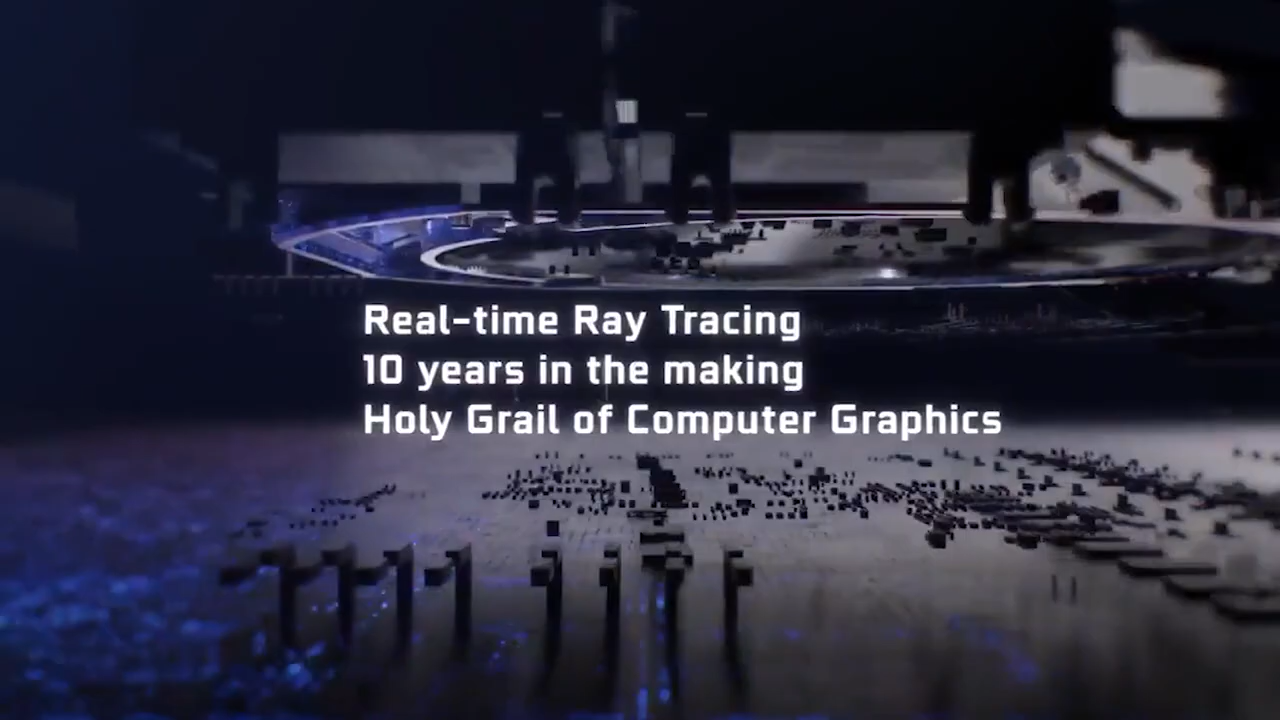 Real-time Ray Tracing
10 years in the making
Holy Grail of Computer Graphics